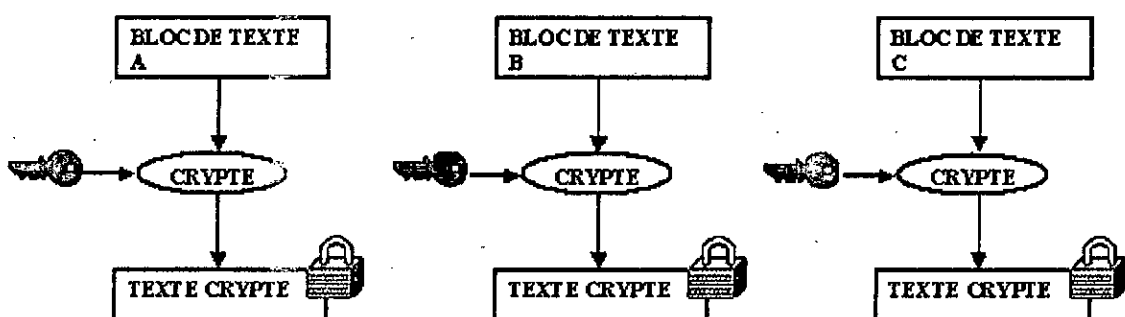 BLOC DE TEXTE
A
BLOC DE TEXTE
B
BLOC DE TEXTE
C
CRYPTE
CRYPTE
CRYPTE
TEXTE CRYPTE
TEXTE CRYPTE
TEXTE CRYPTE